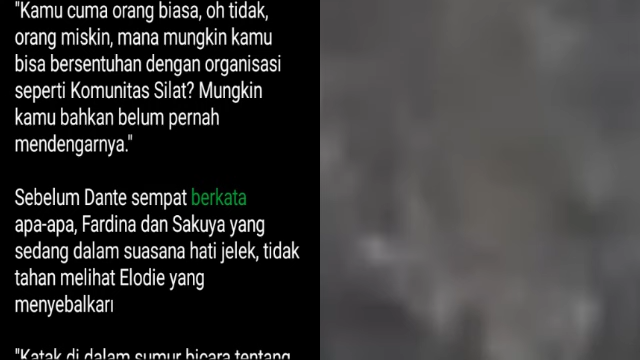 "Kamu cuma orang biasa, oh tidak,
orang miskin, mana mungkin kamu
bisa bersentuhan dengan organisasi
seperti Komunitas Silat? Mungkin
kamu bahkan belum pernah
mendengarnya."
Sebelum Dante sempat berkata
apa-apa, Fardina dan Sakuya yang
sedang dalam suasana hati jelek, tidak
tahan melihat Elodie yang
menyebalkan
"Katak di dalam sumur bicara tentang